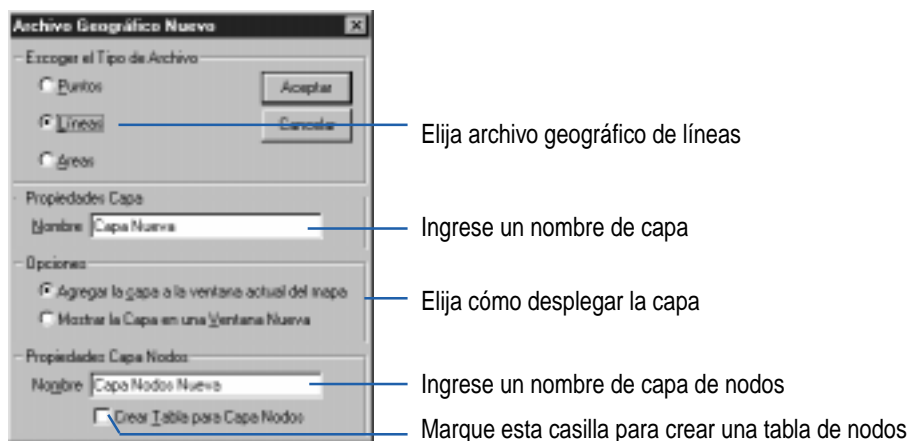 Archivo Geográfico Nuevo
Escoger el Tipo de Archivo
Puntos
Aceptar
Líneas
Cancelar
Elija archivo geográfico de líneas
Areas
Propiedades Capa
Nombre Capa Nueva
Ingrese un nombre de capa
Opciones
Agregar la capa a la ventana actual del mapa
Elija cómo desplegar la capa
Mostrar la Capa en una Ventana Nueva
Propiedades Capa Nodos
Nombre Capa Nodos Nueva
Ingrese un nombre de capa de nodos
Crear Tabla para Capa Nodos
Marque esta casilla para crear una tabla de nodos